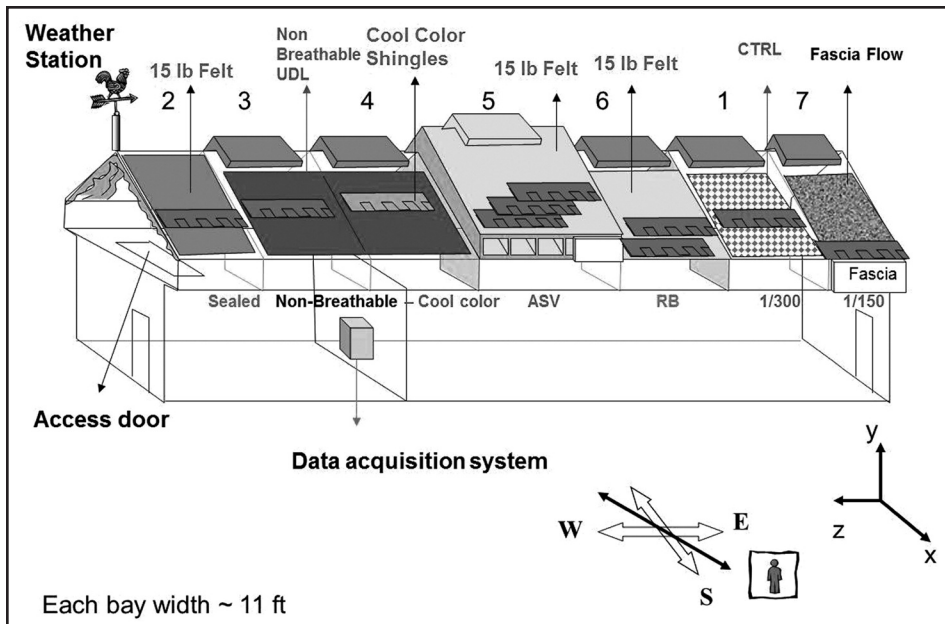 Weather
Station
15 lb Felt
Non
Breathable
UDL
Cool Color
Shingles
15 lb Felt
15 lb Felt
CTRL
Fascia Flow
2
3
4
5
6
1
7
Fascia
Sealed
Non-Breathable – Cool color
ASV
RB
1/300
1/150
Access door
Data acquisition system
y
z
x
W
E
S
Each bay width ~ 11 ft